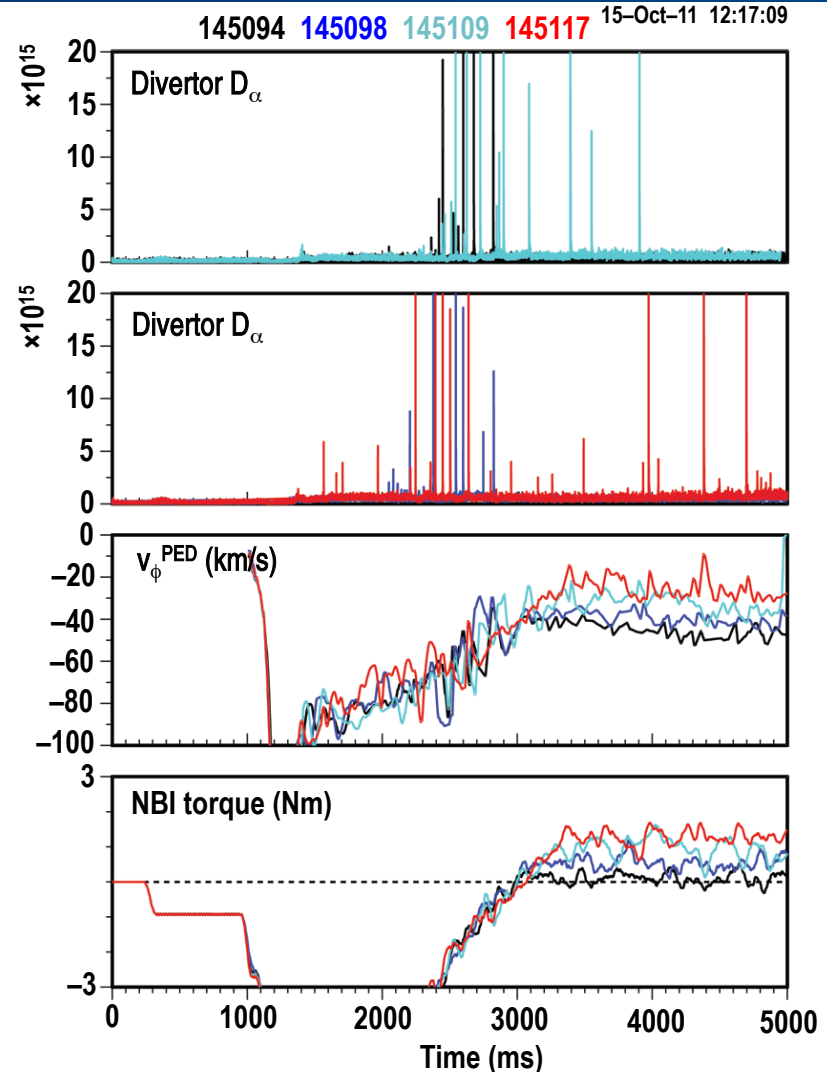 145094 145098 145109 145117 15–Oct–11 12:17:09
×10¹⁵
20
15
10
5
0
Divertor Dα
×10¹⁵
20
15
10
5
0
Divertor Dα
0
–20
–40
–60
–80
–100
vϕᴾᴱᴰ (km/s)
3
–3
NBI torque (Nm)
0 1000 2000 3000 4000 5000
Time (ms)